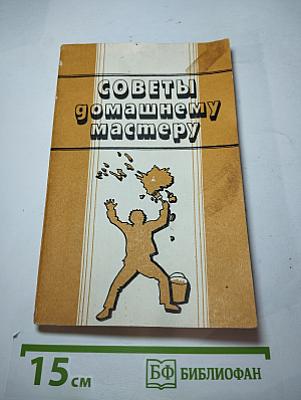 СОВЕТЫ
домашнему
мастеру
15 см
БФ БИБЛИОФАН